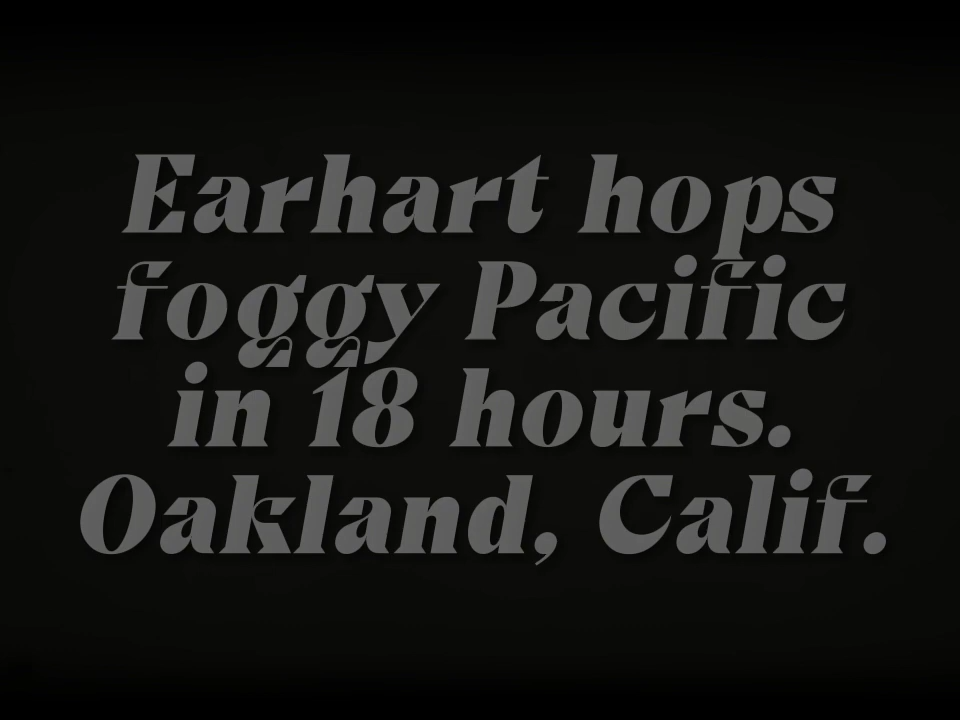 Earhart hops
foggy Pacific
in 18 hours.
Oakland, Calif.